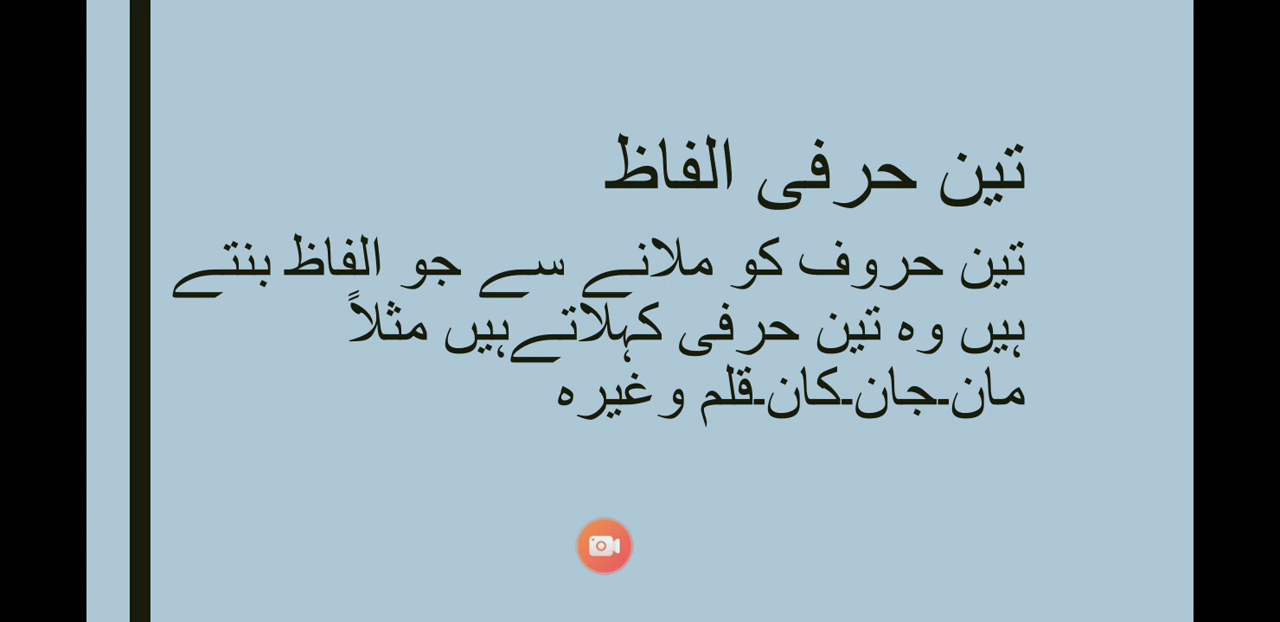 تین حرفی الفاظ
تین حروف کو ملانے سے جو الفاظ بنتے
ہیں وہ تین حرفی کہلاتےہیں مثلاً
مان۔جان۔کان۔قلم وغیرہ